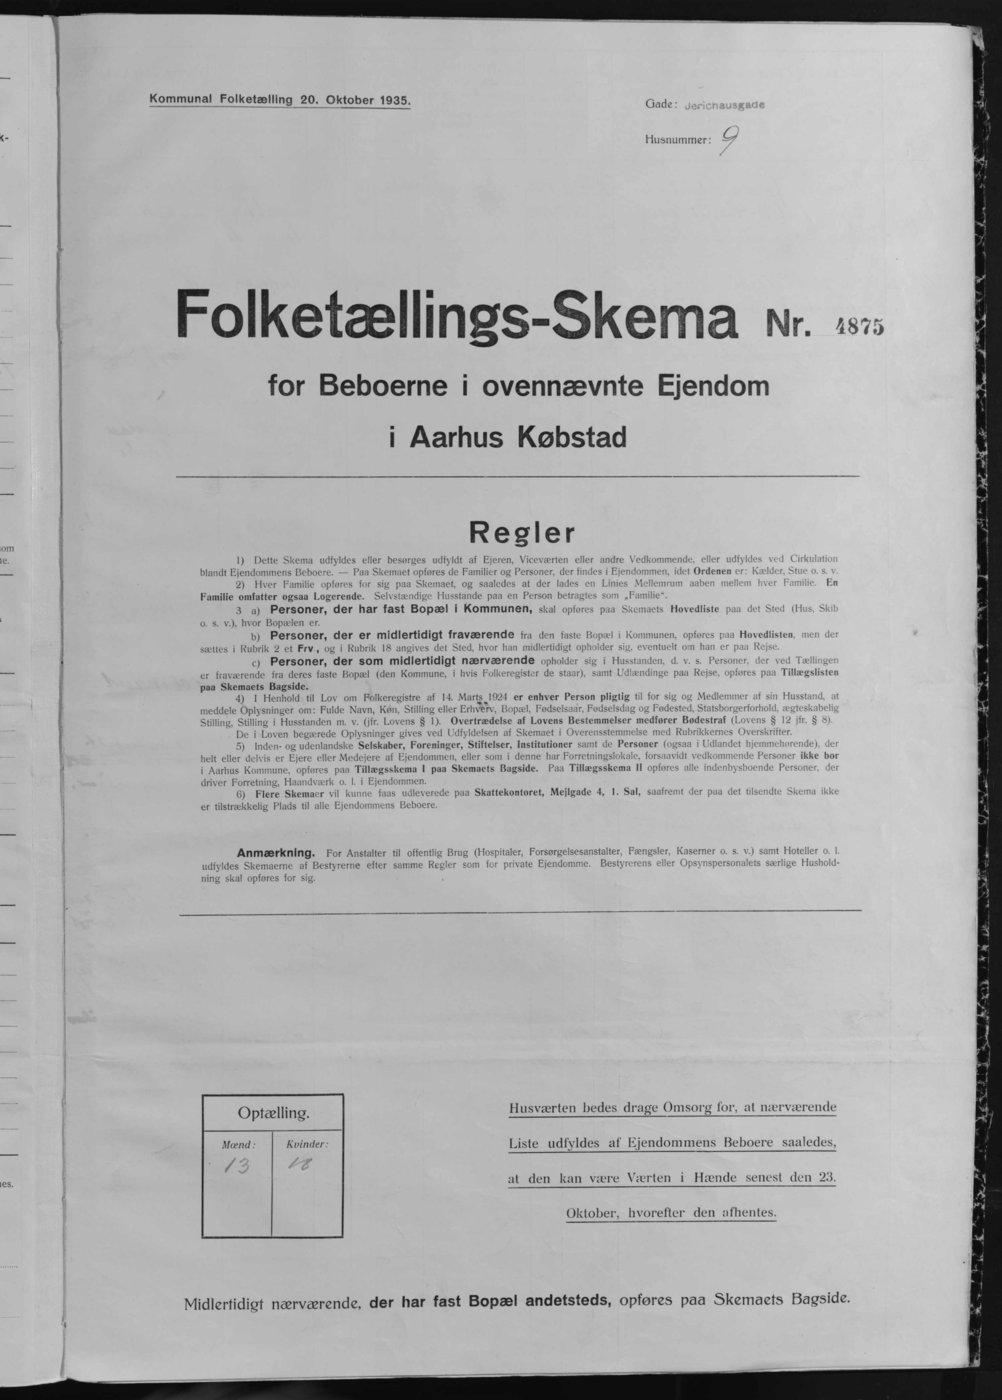 Kommunal Folketælling 20. Oktober 1935.
Gade: Jerichausgade
Husnummer: 9
Folketællings-Skema Nr. 4875
for Beboerne i ovennævnte Ejendom
i Aarhus Købstad
Regler
1) Dette Skema udfyldes eller besørges udfyldt af Ejeren, Viceværten eller andre Vedkommende, eller udfyldes ved Cirkulation
blandt Ejendommens Beboere. — Paa Skemaet opføres de Familier og Personer, der findes i Ejendommen, idet Ordenen er: Kælder, Stue o. s. v.
2) Hver Familie opføres for sig paa Skemaet, og saaledes at der lades en Linies Mellemrum aaben mellem hver Familie. En
Familie omfatter ogsaa Logerende. Selvstændige Husstande paa en Person betragtes som „Familie“.
3 a) Personer, der har fast Bopæl i Kommunen, skal opføres paa Skemaets Hovedliste paa det Sted (Hus, Skib
o. s. v.), hvor Bopælen er.
b) Personer, der er midlertidigt fraværende fra den faste Bopæl i Kommunen, opføres paa Hovedlisten, men der
sættes i Rubrik 2 et Frv., og i Rubrik 18 angives det Sted, hvor han midlertidigt opholder sig, eventuelt om han er paa Rejse.
c) Personer, der som midlertidigt nærværende opholder sig i Husstanden, d. v. s. Personer, der ved Tællingen
er fraværende fra deres faste Bopæl (den Kommune, i hvis Folkeregister de staar), samt Udlændinge paa Rejse, opføres paa Tillægslisten
paa Skemaets Bagside.
4) I Henhold til Lov om Folkeregistre af 14. Marts 1924 er enhver Person pligtig til for sig og Medlemmer af sin Husstand, at
meddele Oplysninger om: Fulde Navn, Køn, Stilling eller Erhverv, Bopæl, Fødselsaar, Fødselsdag og Fødested, Statsborgerforhold, ægteskabelig
Stilling, Stilling i Husstanden m. v. (jfr. Lovens § 1). Overtrædelse af Lovens Bestemmelser medfører Bødestraf (Lovens § 12 jfr. § 8).
De i Loven begærede Oplysninger gives ved Udfyldelsen af Skemaet i Overensstemmelse med Rubrikkernes Overskrifter.
5) Inden- og udenlandske Selskaber, Foreninger, Stiftelser, Institutioner samt de Personer (ogsaa i Udlandet hjemmehørende), der
helt eller delvis er Ejere eller Medejere af Ejendommen, eller som i denne har Forretningslokale, forsaavidt vedkommende Personer ikke bor
i Aarhus Kommune, opføres paa Tillægsskema I paa Skemaets Bagside. Paa Tillægsskema II opføres alle indenbysboende Personer, der
driver Forretning, Haandværk o. l. i Ejendommen.
6) Flere Skemaer vil kunne faas udleverede paa Skattekontoret, Mejlgade 4, 1. Sal, saafremt der paa det tilsendte Skema ikke
er tilstrækkelig Plads til alle Ejendommens Beboere.
Anmærkning. For Anstalter til offentlig Brug (Hospitaler, Forsørgelsesanstalter, Fængsler, Kaserner o. s. v.) samt Hoteller o. l.
udfyldes Skemaerne af Bestyrerne efter samme Regler som for private Ejendomme. Bestyrerens eller Opsynspersonalets særlige Hushold-
ning skal opføres for sig.
Optælling.
Mænd: Kvinder:
13 18
Husværten bedes drage Omsorg for, at nærværende
Liste udfyldes af Ejendommens Beboere saaledes,
at den kan være Værten i Hænde senest den 23.
Oktober, hvorefter den afhentes.
Midlertidigt nærværende, der har fast Bopæl andetsteds, opføres paa Skemaets Bagside.